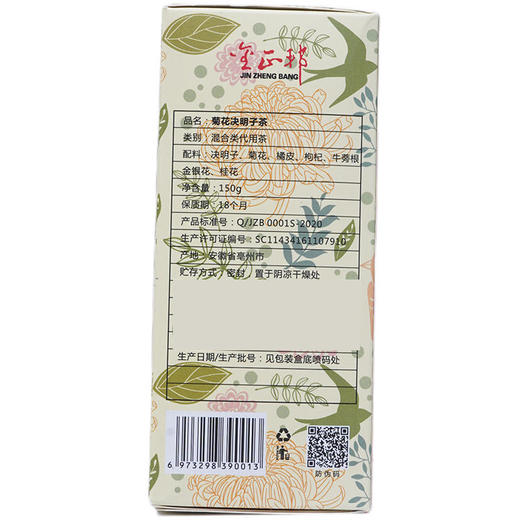 金正榜
JIN ZHENG BANG
品名：菊花决明子茶
类别：混合类代用茶
配料：决明子、菊花、橘皮、枸杞、牛蒡根
金银花、桂花
净含量：150g
保质期：18个月
产品标准号：Q/JZB 0001S-2020
生产许可证编号：SC11434161107910
产地：安徽省亳州市
贮存方式：密封，置于阴凉干燥处
生产日期/生产批号：见包装盒底喷码处
6 973298 390013
防伪码